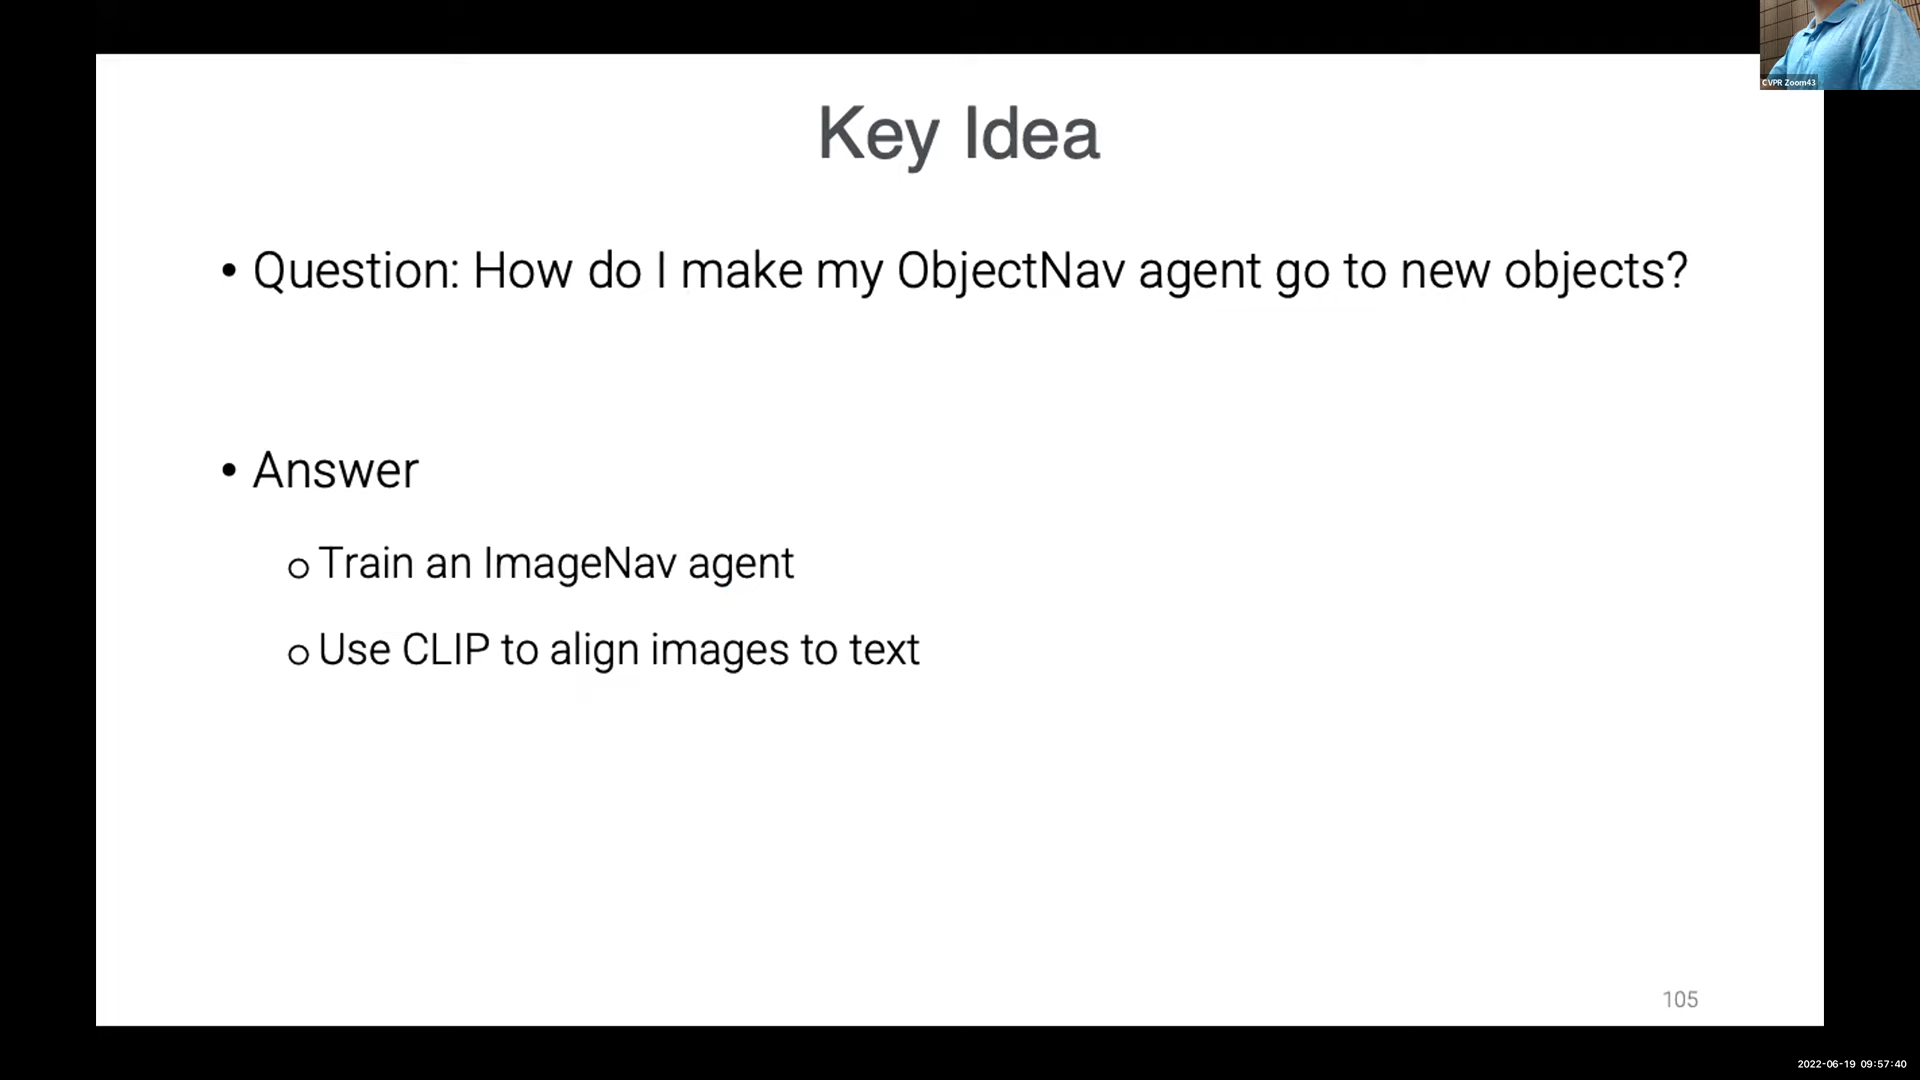 CVPR Zoom43
Key Idea
• Question: How do I make my ObjectNav agent go to new objects?
• Answer
o Train an ImageNav agent
o Use CLIP to align images to text
105
2022-06-19 09:57:40